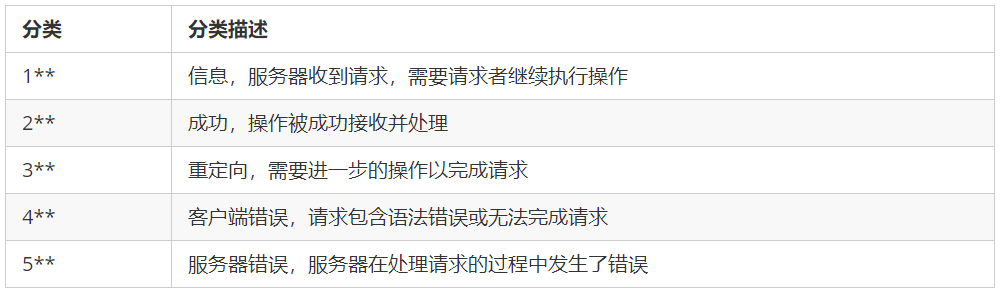 分类 分类描述
1** 信息，服务器收到请求，需要请求者继续执行操作
2** 成功，操作被成功接收并处理
3** 重定向，需要进一步的操作以完成请求
4** 客户端错误，请求包含语法错误或无法完成请求
5** 服务器错误，服务器在处理请求的过程中发生了错误